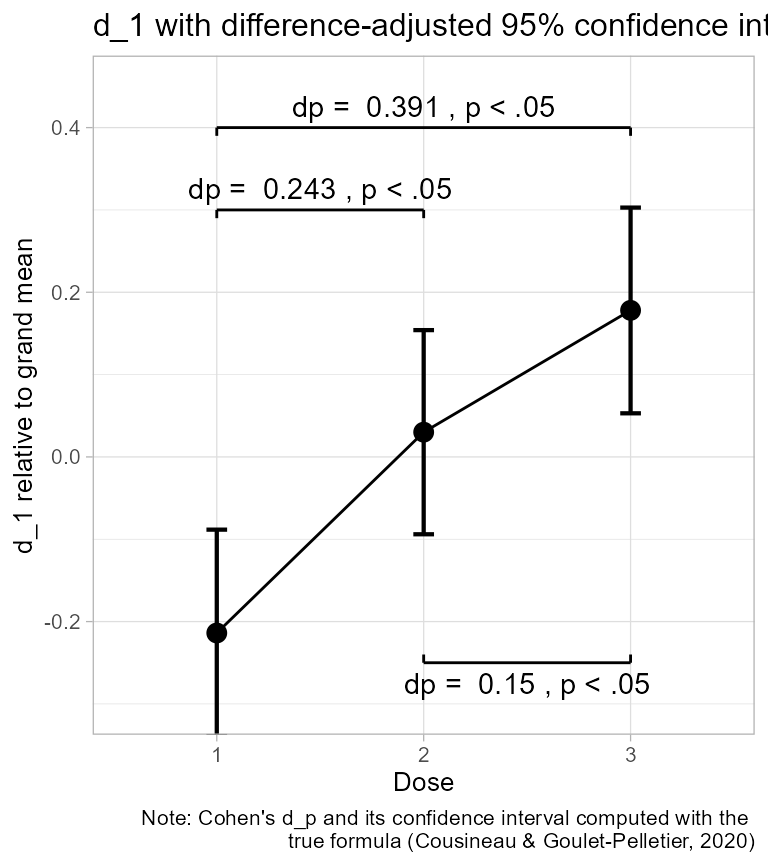 d_1 with difference-adjusted 95% confidence int
dp =  0.391 , p < .05
0.4
dp =  0.243 , p < .05
0.2
d_1 relative to grand mean
0.0
-0.2
dp =  0.15 , p < .05
1 2 3
Dose
Note: Cohen's d_p and its confidence interval computed with the
true formula (Cousineau & Goulet-Pelletier, 2020)